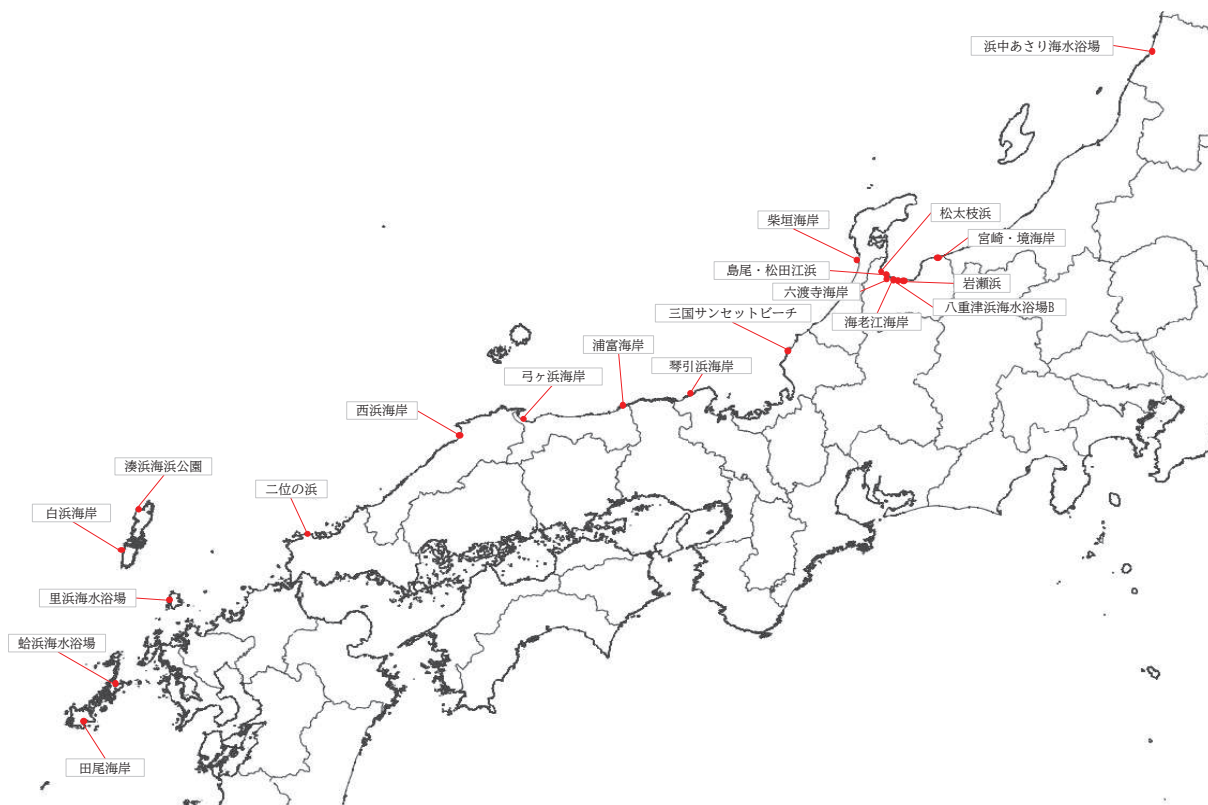 浜中あさり海水浴場
松太枝浜
柴垣海岸
宮崎・境海岸
島尾・松田江浜
岩瀬浜
六渡寺海岸
八重津浜海水浴場B
三国サンセットビーチ
海老江海岸
浦富海岸
琴引浜海岸
弓ヶ浜海岸
西浜海岸
湊浜海浜公園
二位の浜
白浜海岸
里浜海水浴場
蛤浜海水浴場
田尾海岸